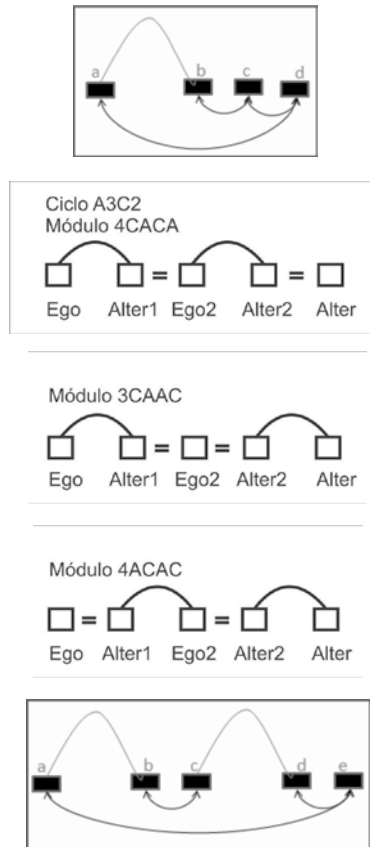 a b c d
Ciclo A3C2
Módulo 4CACA
= =
Ego Alter1 Ego2 Alter2 Alter
Módulo 3CAAC
= =
Ego Alter1 Ego2 Alter2 Alter
Módulo 4ACAC
= =
Ego Alter1 Ego2 Alter2 Alter
a b c d e